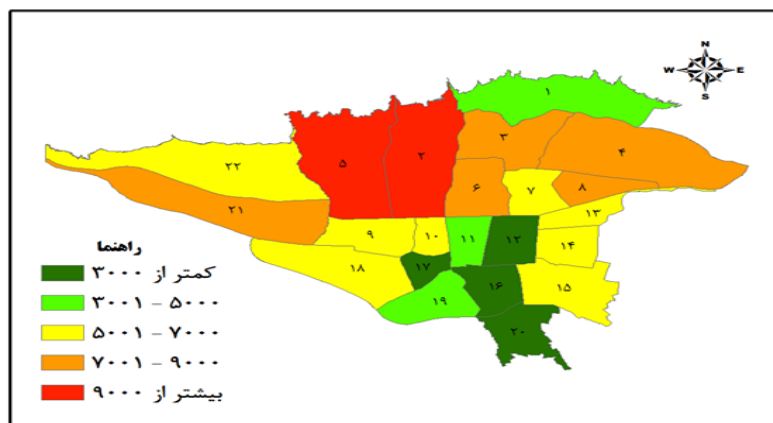 N
W E
S
۱
۲
۳
۴
۵
۶
۷
۸
۹
۱۰
۱۱
۱۲
۱۳
۱۴
۱۵
۱۶
۱۷
۱۸
۱۹
۲۰
۲۱
۲۲
راهنما
کمتر از ۳۰۰۰
۳۰۰۱ – ۵۰۰۰
۵۰۰۱ – ۷۰۰۰
۷۰۰۱ – ۹۰۰۰
بیشتر از ۹۰۰۰